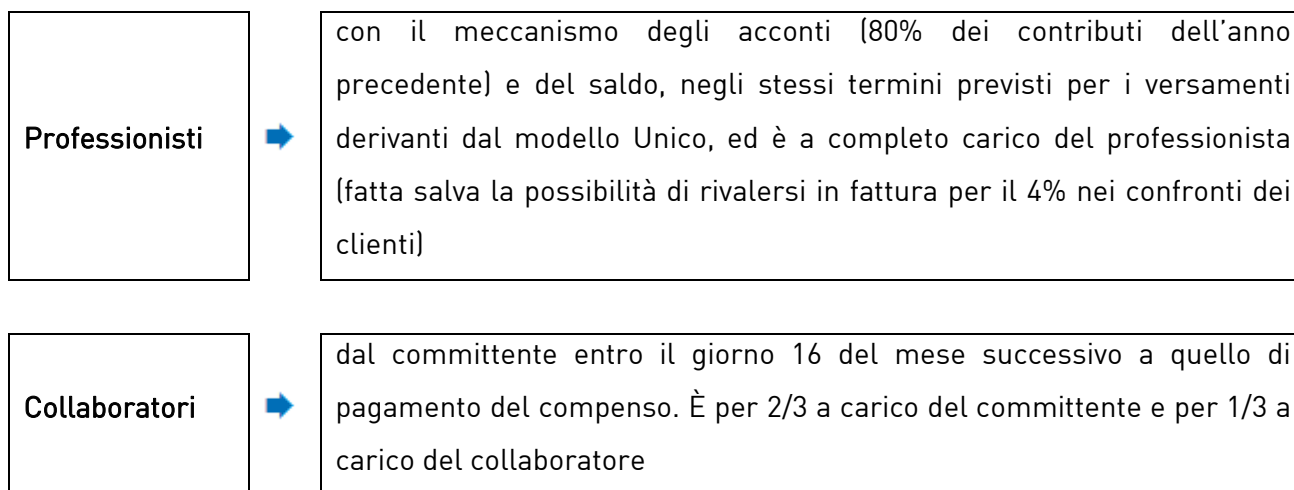 Professionisti
con il meccanismo degli acconti (80% dei contributi dell'anno
precedente) e del saldo, negli stessi termini previsti per i versamenti
derivanti dal modello Unico, ed è a completo carico del professionista
(fatta salva la possibilità di rivalersi in fattura per il 4% nei confronti dei
clienti)
Collaboratori
dal committente entro il giorno 16 del mese successivo a quello di
pagamento del compenso. È per 2/3 a carico del committente e per 1/3 a
carico del collaboratore